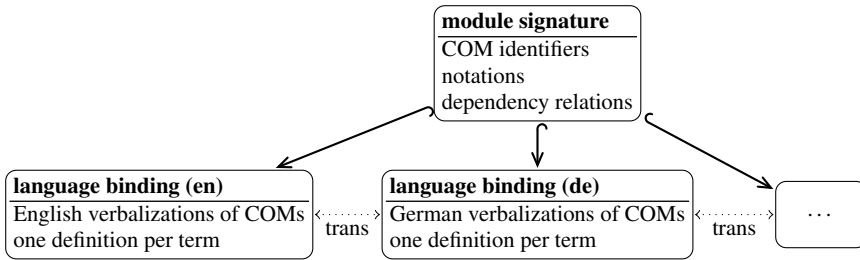 module signature
COM identifiers
notations
dependency relations
language binding (en)
English verbalizations of COMs
one definition per term
trans
language binding (de)
German verbalizations of COMs
one definition per term
trans
...